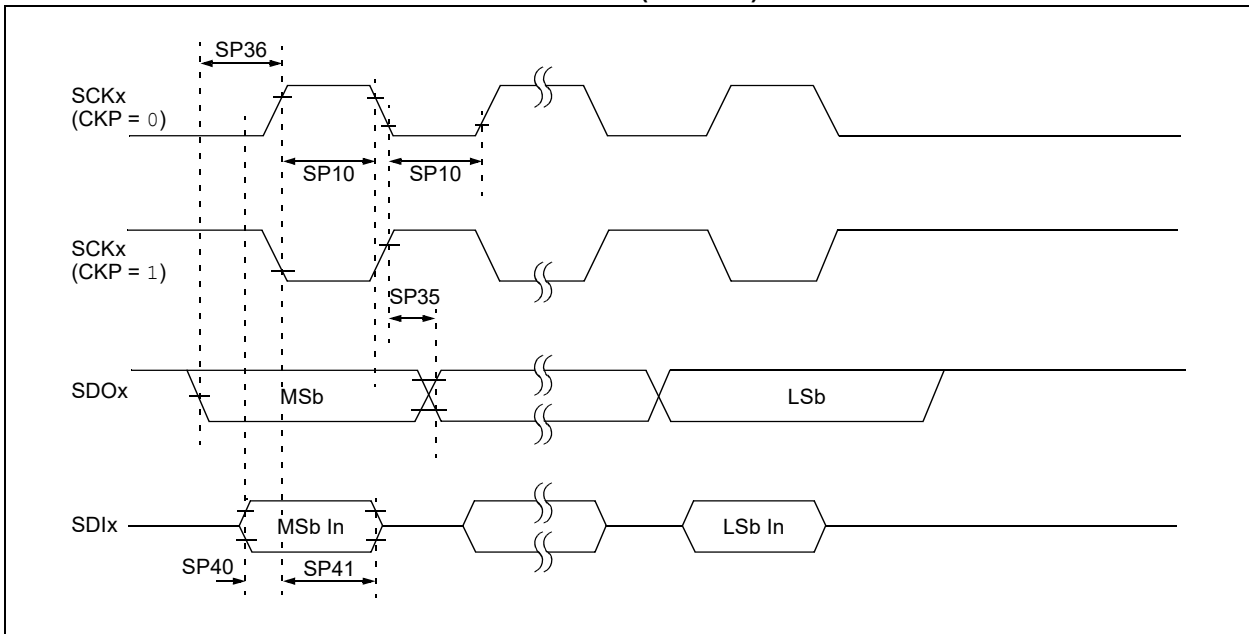 SP36
SCKx
(CKP = 0)
SP10
SP10
SCKx
(CKP = 1)
SP35
SDOx
MSb
LSb
SDIx
MSb In
LSb In
SP40
SP41